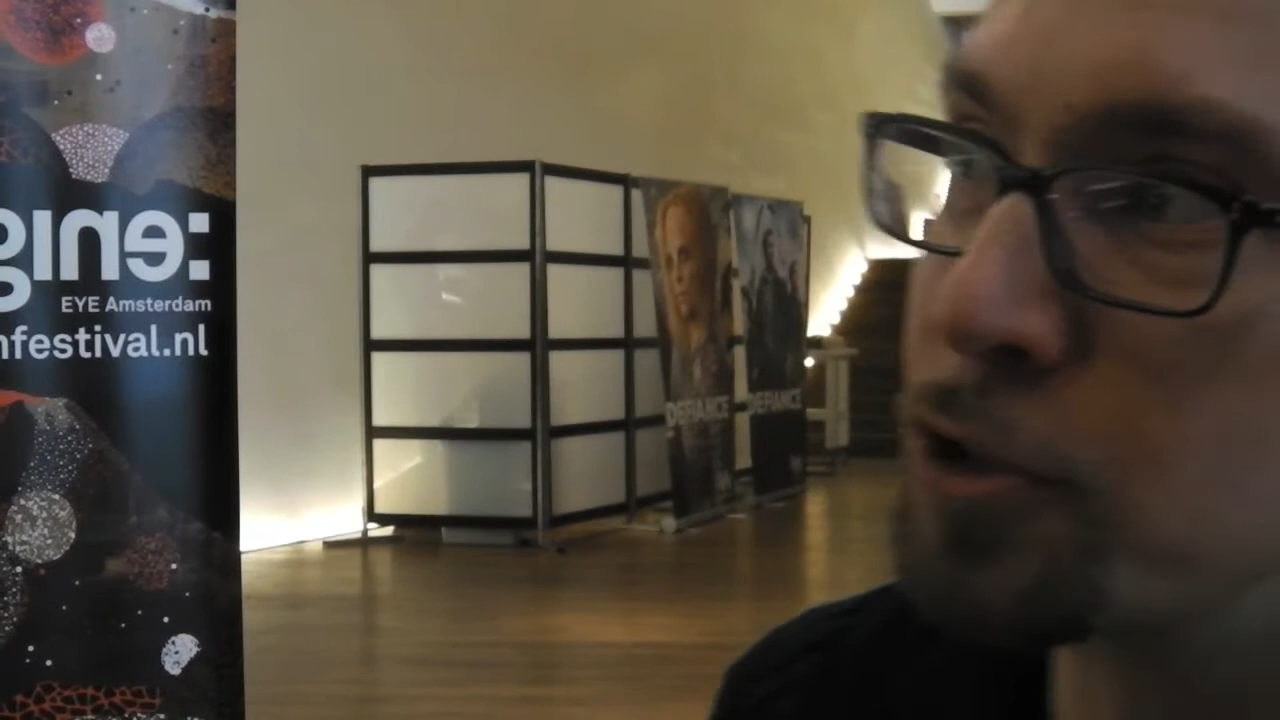 gine:
EYE Amsterdam
nfestival.nl
DEFIANCE
DEFIANCE